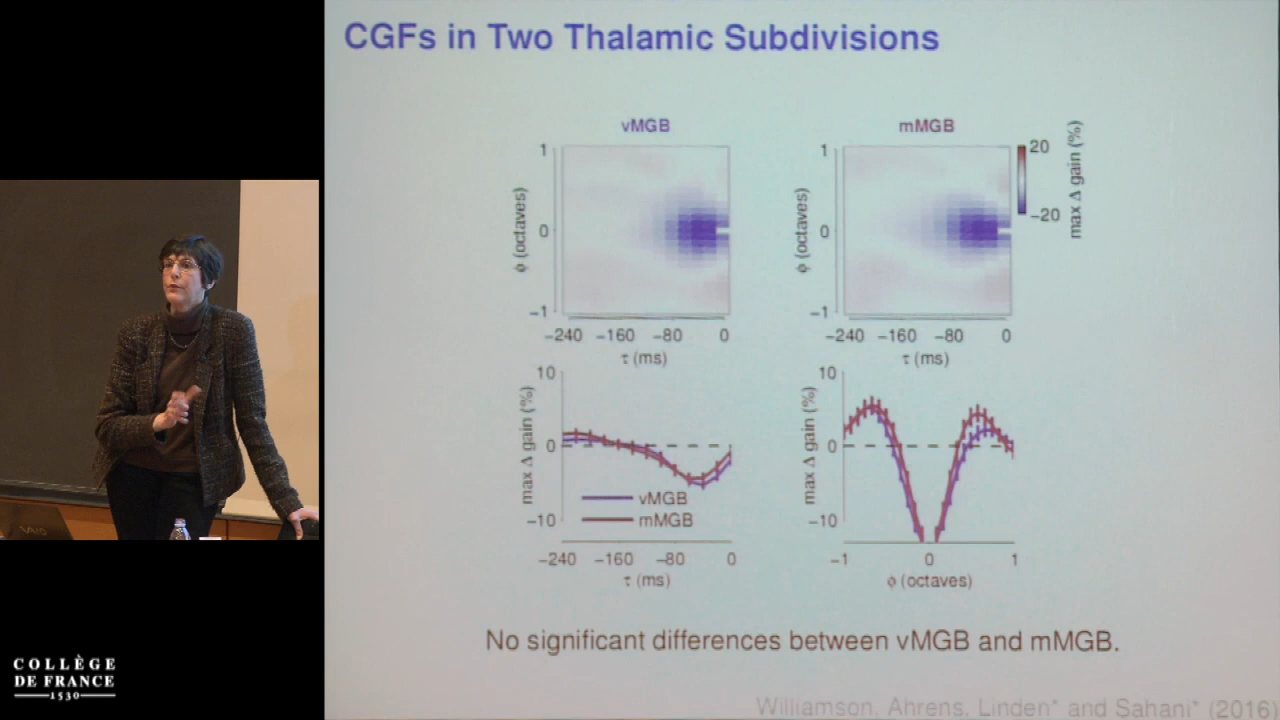 CGFs in Two Thalamic Subdivisions
vMGB
mMGB
1
0
−1
ϕ (octaves)
−240 −160 −80 0
τ (ms)
1
0
−1
ϕ (octaves)
−240 −160 −80 0
τ (ms)
20
−20
max Δ gain (%)
10
0
−10
max Δ gain (%)
vMGB
mMGB
−240 −160 −80 0
τ (ms)
10
0
−10
max Δ gain (%)
−1 0 1
ϕ (octaves)
No significant differences between vMGB and mMGB.
Williamson, Ahrens, Linden* and Sahani* (2016)
VAIO
COLLÈGE
DE FRANCE
1530